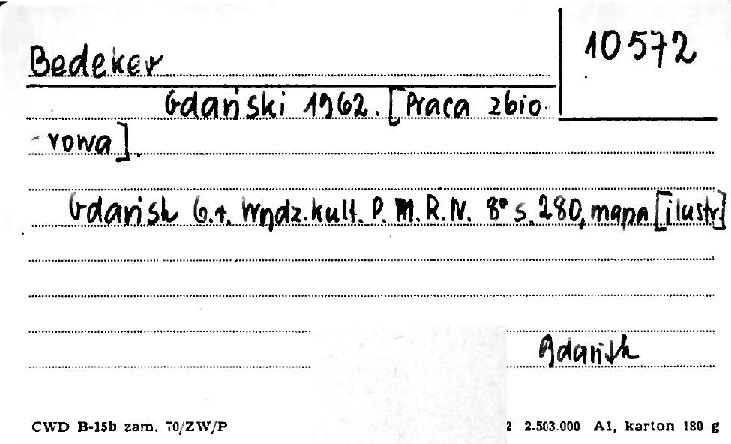 10572
Bedeker
Gdański 1962. [Praca zbio-
rowa].
Gdańsk b.r. Wydz. kult. P. M. R. N. 8° s. 280, mapa [ilustr]
Gdańsk
CWD B-15b zam. 70/ZW/P 2 2.503.000 A1, karton 180 g